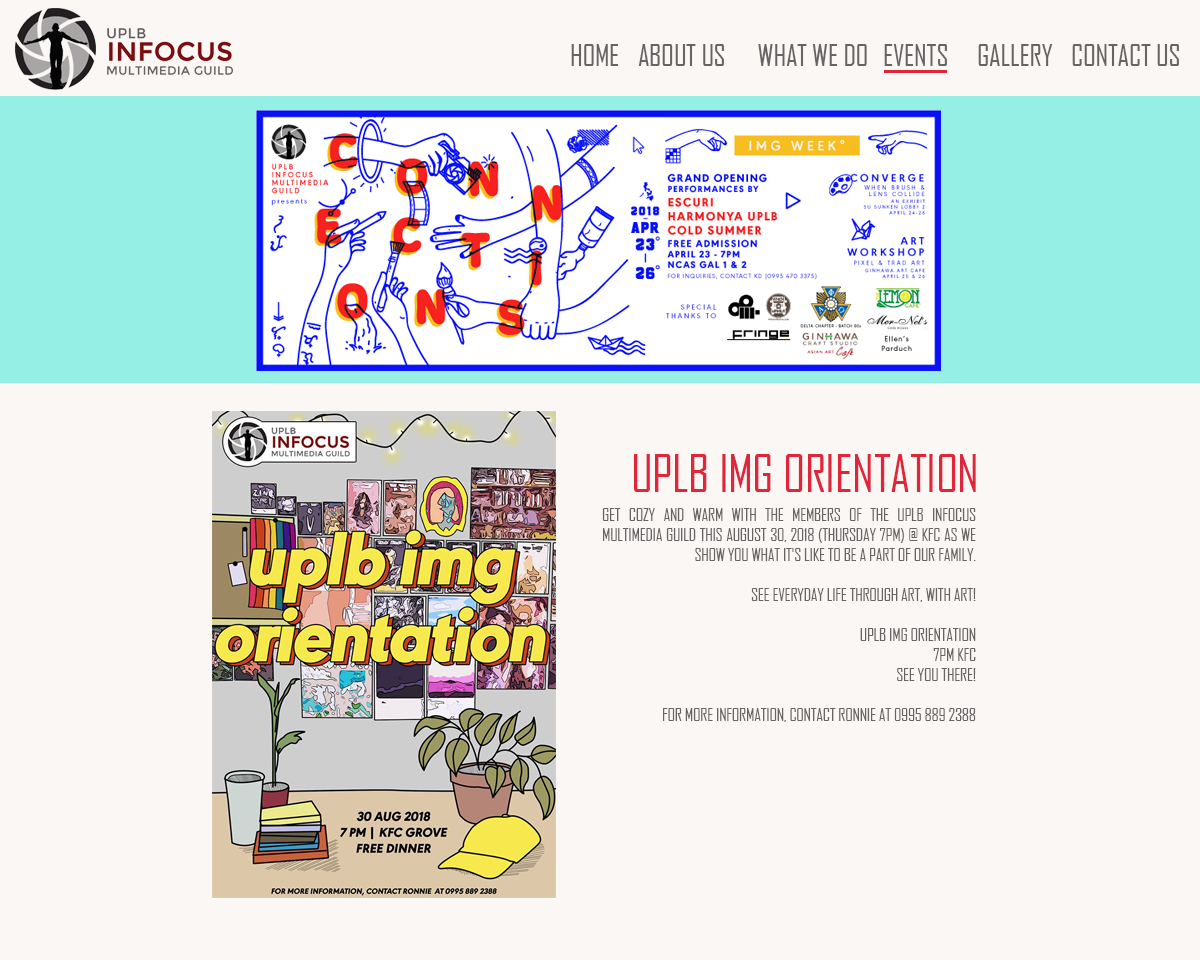 UPLB
INFOCUS
MULTIMEDIA GUILD
HOME ABOUT US WHAT WE DO EVENTS GALLERY CONTACT US
UPLB
INFOCUS
MULTIMEDIA
GUILD
presents
CONNECTIONS
2018
APR
23°
26°
IMG WEEK°
GRAND OPENING
PERFORMANCES BY
ESCURI
HARMONYA UPLB
COLD SUMMER
FREE ADMISSION
APRIL 23 - 7PM
NCAS GAL 1 & 2
FOR INQUIRIES, CONTACT KD (0995 470 3375)
CONVERGE
WHEN BRUSH &
LENS COLLIDE
AN EXHIBIT
SU SUNKEN LOBBY 2
APRIL 24-26
ART
WORKSHOP
PIXEL & TRAD ART
GINHAWA ART CAFE
APRIL 25 & 26
SPECIAL
THANKS TO
fringe
DELTA CHAPTER - BATCH 80s
GINHAWA
CRAFT STUDIO
ASIAN ART Café
LEMON
CAFE
Mer-Nel's
Ellen's
Parduch
UPLB
INFOCUS
MULTIMEDIA GUILD
uplb img
orientation
30 AUG 2018
7 PM | KFC GROVE
FREE DINNER
FOR MORE INFORMATION, CONTACT RONNIE AT 0995 889 2388
UPLB IMG ORIENTATION
GET COZY AND WARM WITH THE MEMBERS OF THE UPLB INFOCUS
MULTIMEDIA GUILD THIS AUGUST 30, 2018 (THURSDAY 7PM) @ KFC AS WE
SHOW YOU WHAT IT'S LIKE TO BE A PART OF OUR FAMILY.
SEE EVERYDAY LIFE THROUGH ART, WITH ART!
UPLB IMG ORIENTATION
7PM KFC
SEE YOU THERE!
FOR MORE INFORMATION, CONTACT RONNIE AT 0995 889 2388